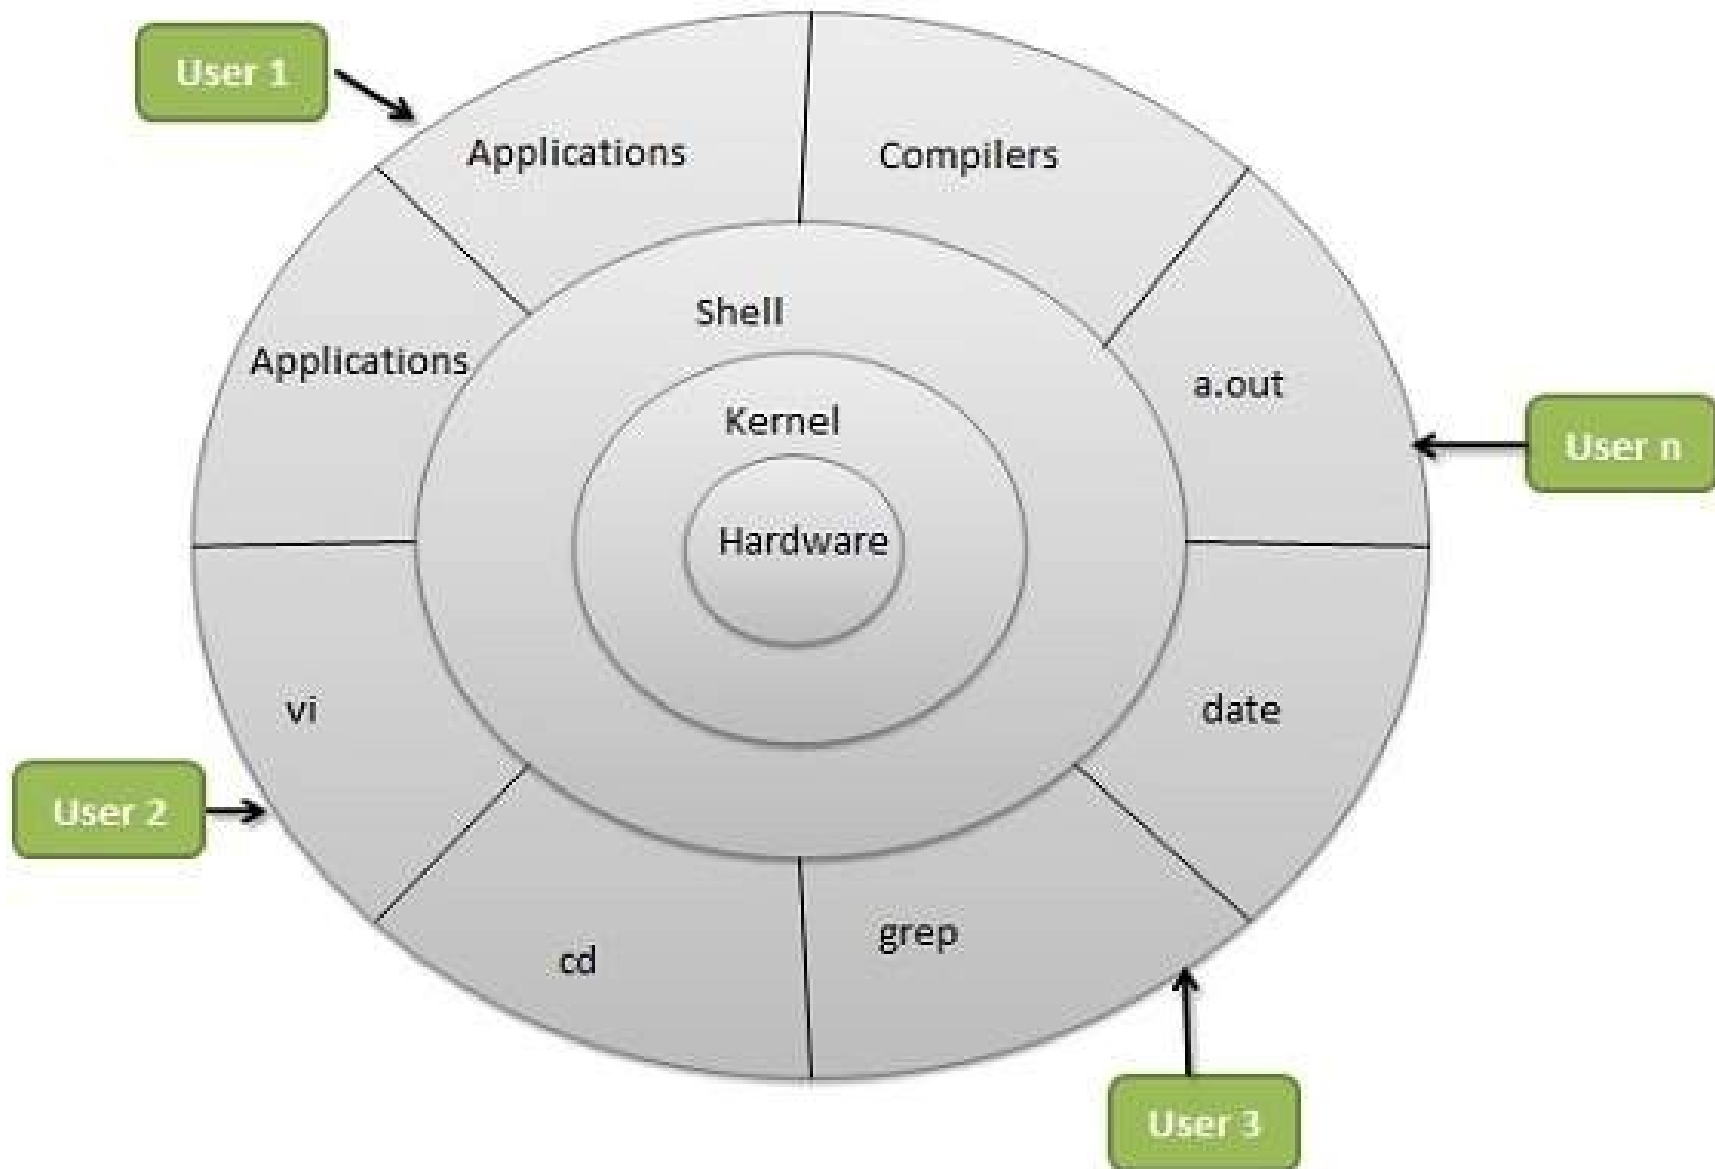 User 1
Applications
Compilers
Shell
Applications
a.out
Kernel
User n
Hardware
vi
date
User 2
cd
grep
User 3